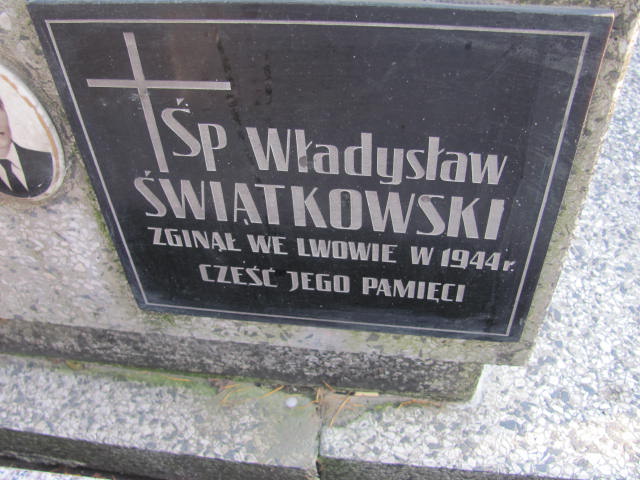 Śp Władysław
ŚWIĄTKOWSKI
ZGINĄŁ WE LWOWIE W 1944 r.
CZEŚĆ JEGO PAMIĘCI